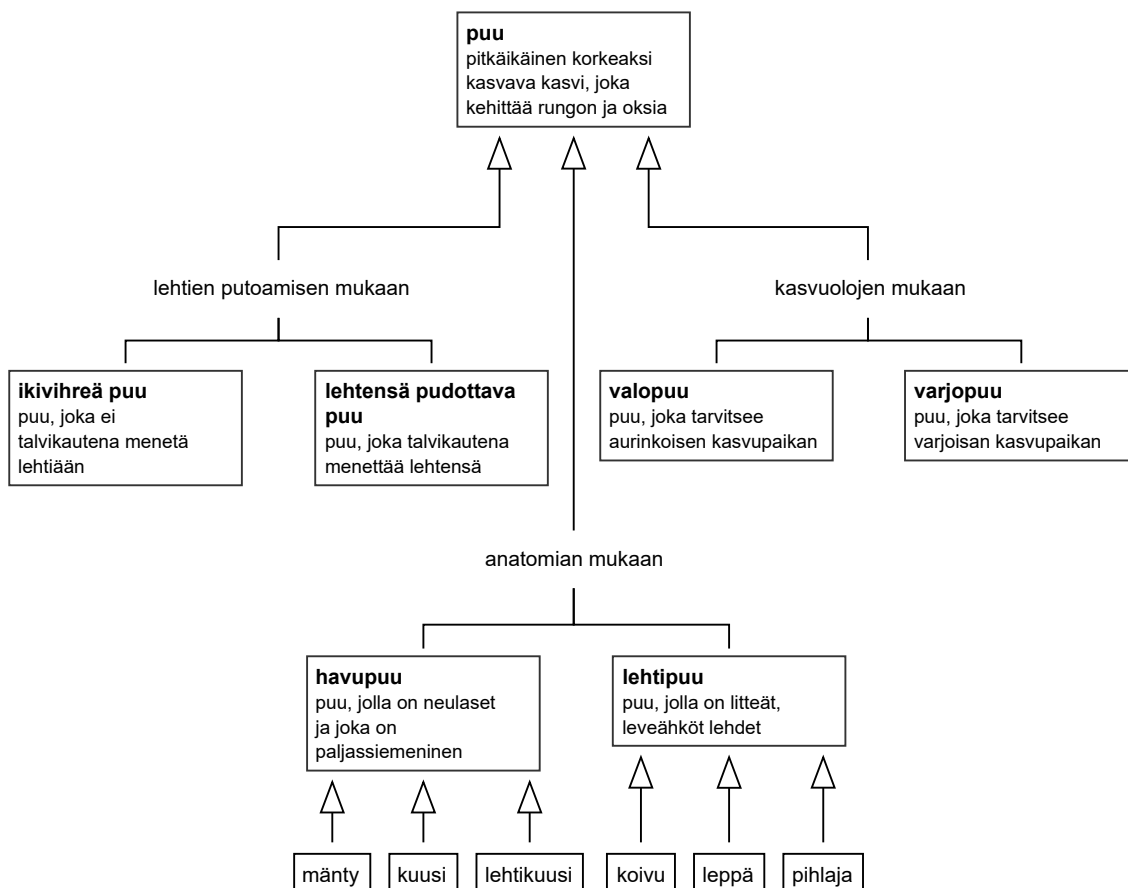 puu
pitkäikäinen korkeaksi
kasvava kasvi, joka
kehittää rungon ja oksia
lehtien putoamisen mukaan
kasvuolojen mukaan
ikivihreä puu
puu, joka ei
talvikautena menetä
lehtiään
lehtensä pudottava
puu
puu, joka talvikautena
menettää lehtensä
valopuu
puu, joka tarvitsee
aurinkoisen kasvupaikan
varjopuu
puu, joka tarvitsee
varjoisan kasvupaikan
anatomian mukaan
havupuu
puu, jolla on neulaset
ja joka on
paljassiemeninen
lehtipuu
puu, jolla on litteät,
leveähköt lehdet
mänty
kuusi
lehtikuusi
koivu
leppä
pihlaja